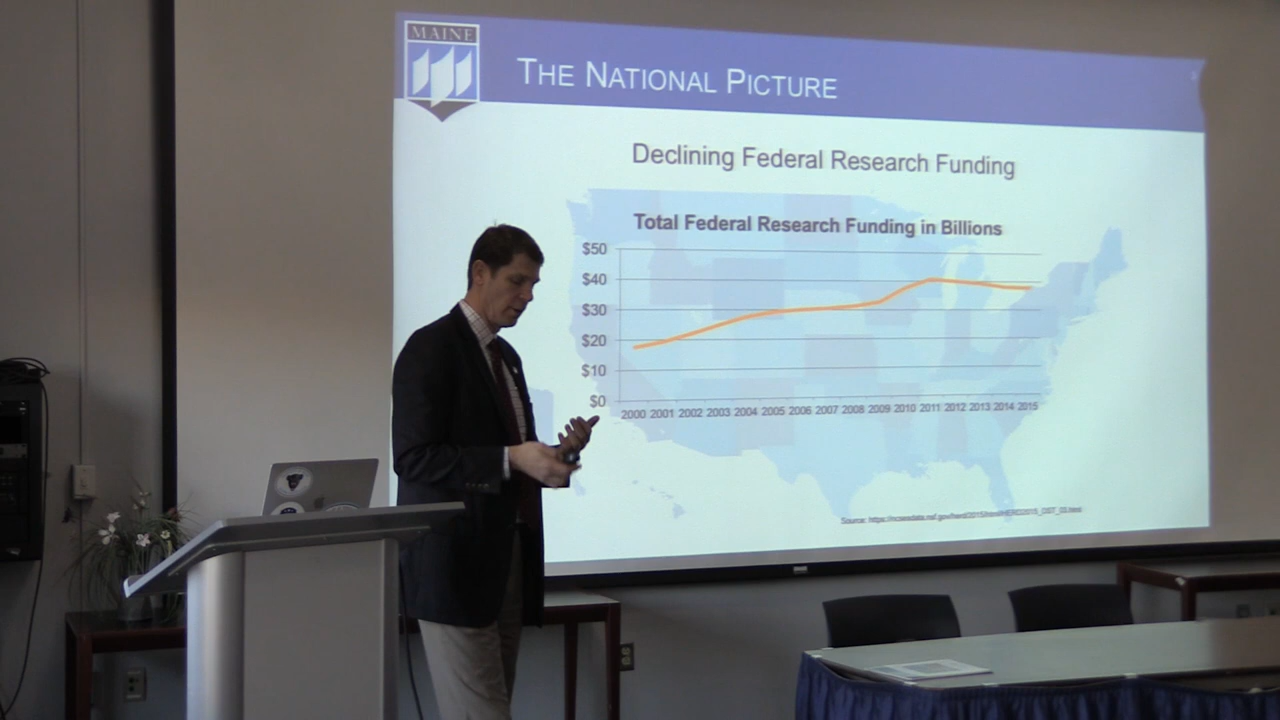 MAINE
THE NATIONAL PICTURE
Declining Federal Research Funding
Total Federal Research Funding in Billions
$50
$40
$30
$20
$10
$0
2000 2001 2002 2003 2004 2005 2006 2007 2008 2009 2010 2011 2012 2013 2014 2015
Source: